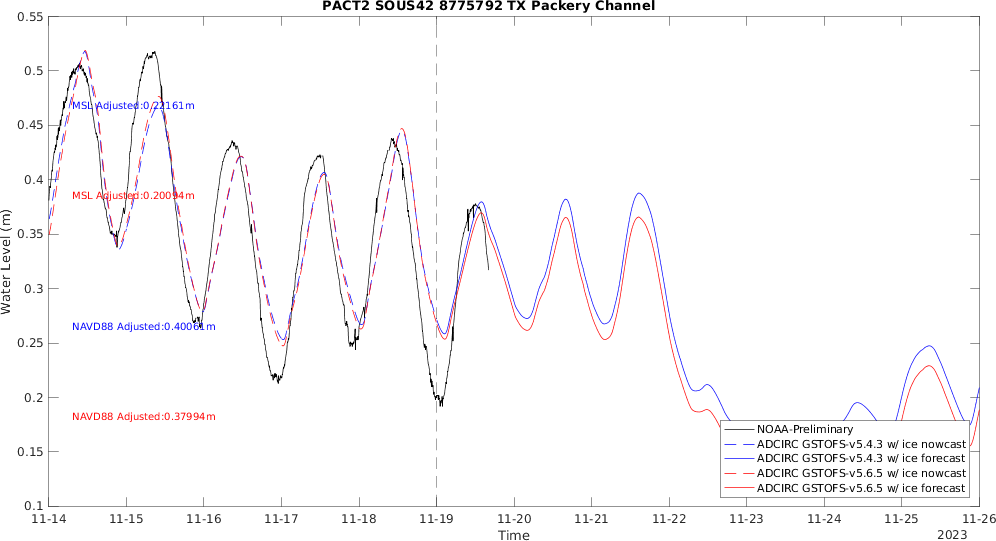 PACT2 SOUS42 8775792 TX Packery Channel
0.55
0.5
0.45
0.4
0.35
0.3
0.25
0.2
0.15
0.1
Water Level (m)
MSL Adjusted:0.22161m
MSL Adjusted:0.20094m
NAVD88 Adjusted:0.40061m
NAVD88 Adjusted:0.37994m
NOAA-Preliminary
ADCIRC GSTOFS-v5.4.3 w/ ice nowcast
ADCIRC GSTOFS-v5.4.3 w/ ice forecast
ADCIRC GSTOFS-v5.6.5 w/ ice nowcast
ADCIRC GSTOFS-v5.6.5 w/ ice forecast
11-14 11-15 11-16 11-17 11-18 11-19 11-20 11-21 11-22 11-23 11-24 11-25 11-26
Time
2023